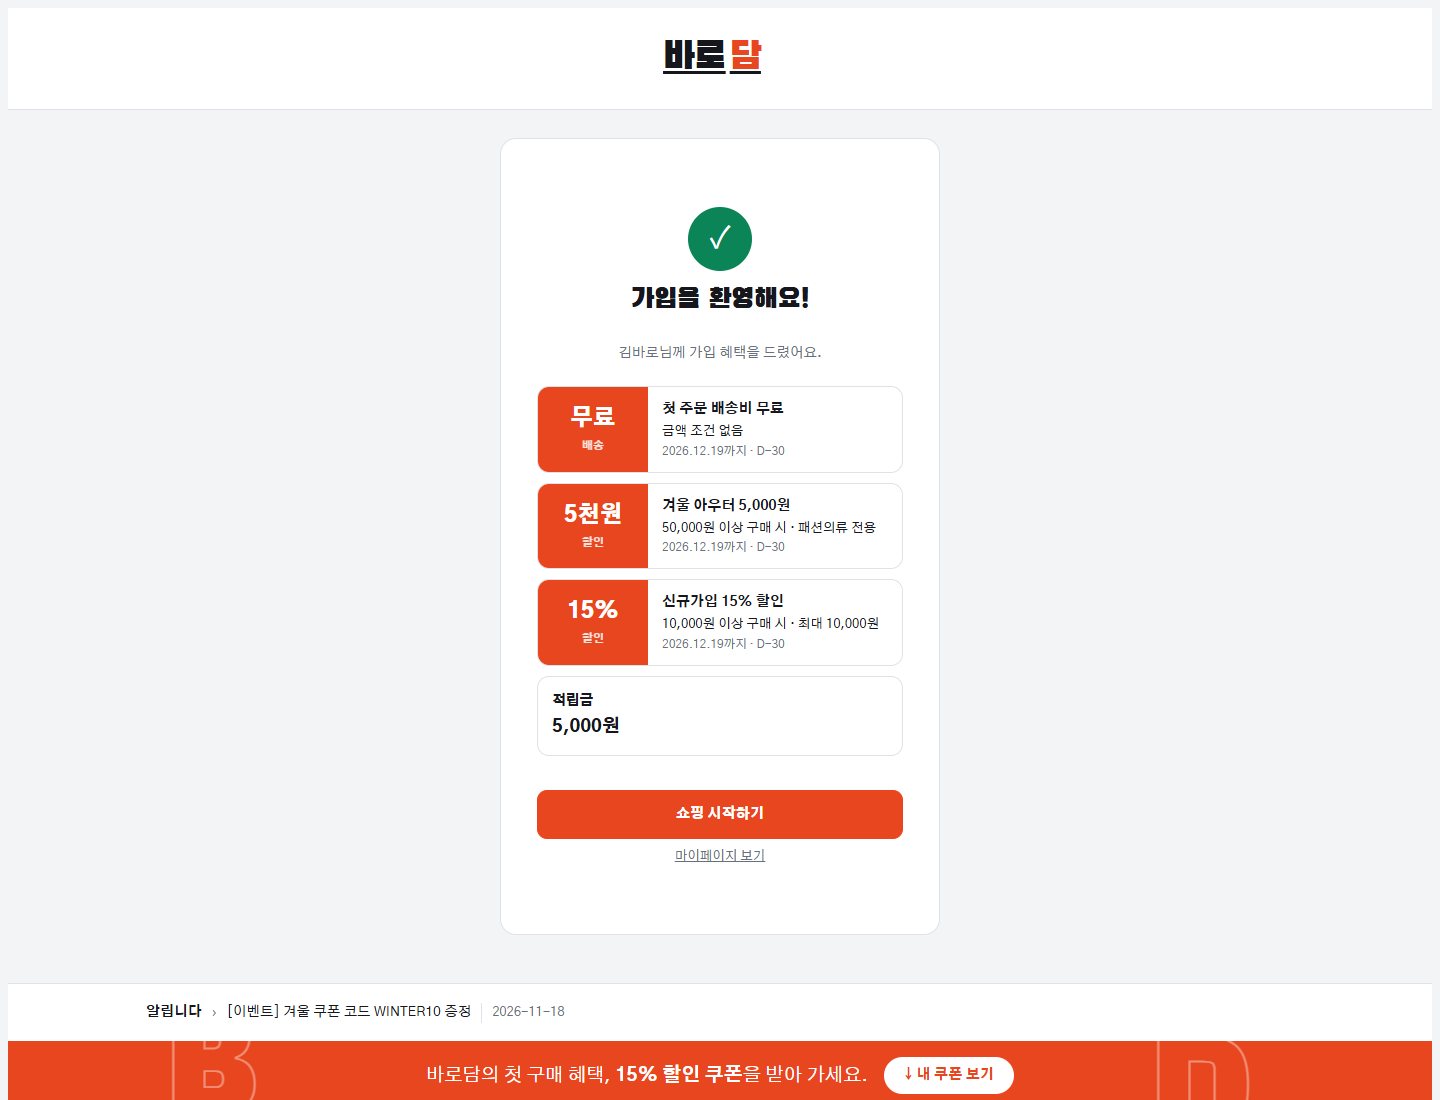 바로담
가입을 환영해요!
김바로님께 가입 혜택을 드렸어요.
무료
배송
첫 주문 배송비 무료
금액 조건 없음
2026.12.19까지 · D-30
5천원
할인
겨울 아우터 5,000원
50,000원 이상 구매 시 · 패션의류 전용
2026.12.19까지 · D-30
15%
할인
신규가입 15% 할인
10,000원 이상 구매 시 · 최대 10,000원
2026.12.19까지 · D-30
적립금
5,000원
쇼핑 시작하기
마이페이지 보기
알립니다 › [이벤트] 겨울 쿠폰 코드 WINTER10 증정 2026-11-18
B 바로담의 첫 구매 혜택, 15% 할인 쿠폰을 받아 가세요. ↓ 내 쿠폰 보기 D